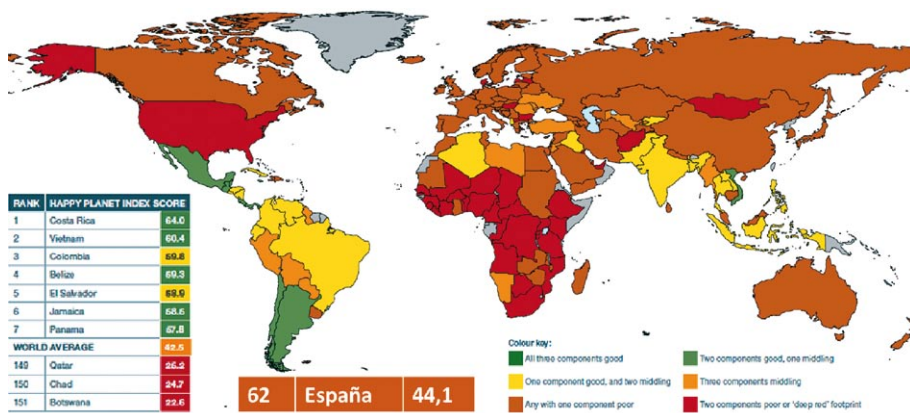 RANK HAPPY PLANET INDEX SCORE
1 Costa Rica 64.0
2 Vietnam 60.4
3 Colombia 59.8
4 Belize 59.3
5 El Salvador 58.9
6 Jamaica 58.5
7 Panama 57.8
WORLD AVERAGE 42.5
149 Qatar 25.2
150 Chad 24.7
151 Botswana 22.6
62 España 44,1
Colour key:
All three components good
Two components good, one middling
One component good, and two middling
Three components middling
Any with one component poor
Two components poor or 'deep red' footprint